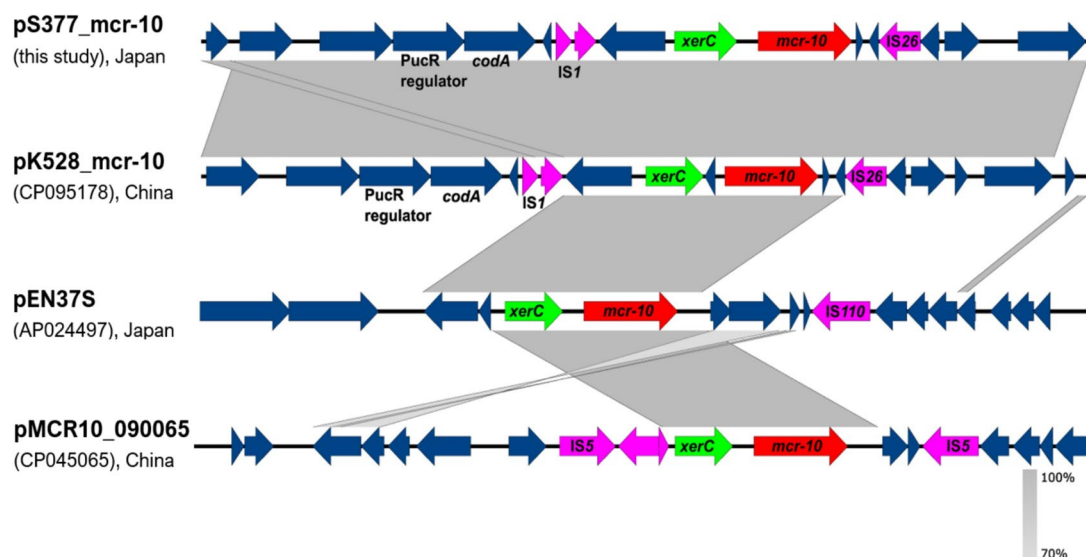 pS377_mcr-10
(this study), Japan
PucR
regulator
codA
IS1
xerC
mcr-10
IS26
pK528_mcr-10
(CP095178), China
PucR
regulator
codA
IS1
xerC
mcr-10
IS26
pEN37S
(AP024497), Japan
xerC
mcr-10
IS110
pMCR10_090065
(CP045065), China
IS5
xerC
mcr-10
IS5
100%
70%